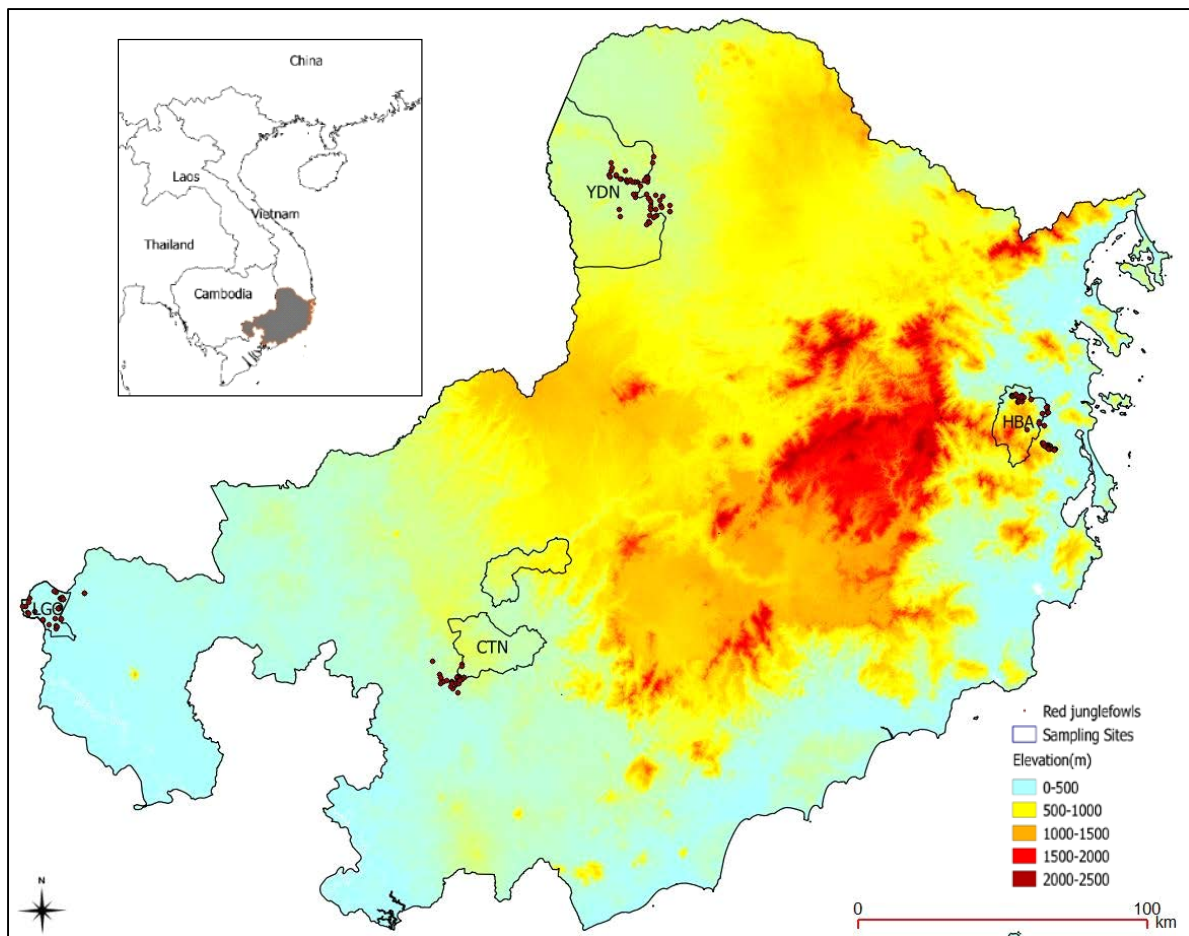 China
Laos
Vietnam
Thailand
Cambodia
YDN
HBA
LGO
CTN
Red junglefowls
Sampling Sites
Elevation(m)
0-500
500-1000
1000-1500
1500-2000
2000-2500
N
0
100
km